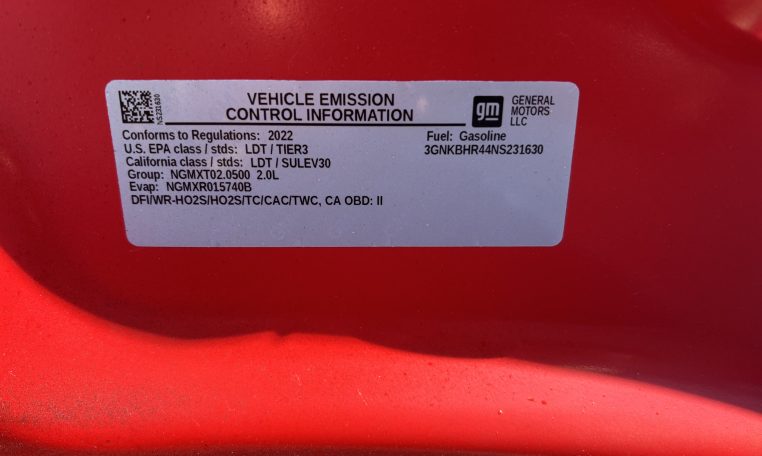 NS231630
VEHICLE EMISSION
CONTROL INFORMATION
gm
GENERAL
MOTORS
LLC
Conforms to Regulations: 2022
U.S. EPA class / stds: LDT / TIER3
California class / stds: LDT / SULEV30
Group: NGMXT02.0500 2.0L
Evap: NGMXR015740B
DFI/WR-HO2S/HO2S/TC/CAC/TWC, CA OBD: II
Fuel: Gasoline
3GNKBHR44NS231630